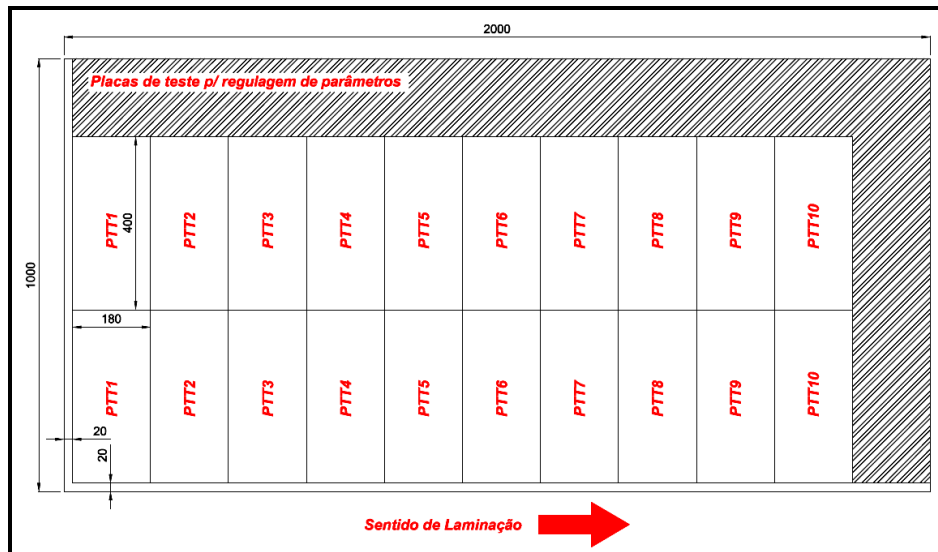 2000
Placas de teste p/ regulagem de parâmetros
1000
400
PTT1
PTT2
PTT3
PTT4
PTT5
PTT6
PTT7
PTT8
PTT9
PTT10
180
PTT1
PTT2
PTT3
PTT4
PTT5
PTT6
PTT7
PTT8
PTT9
PTT10
20
20
Sentido de Laminação